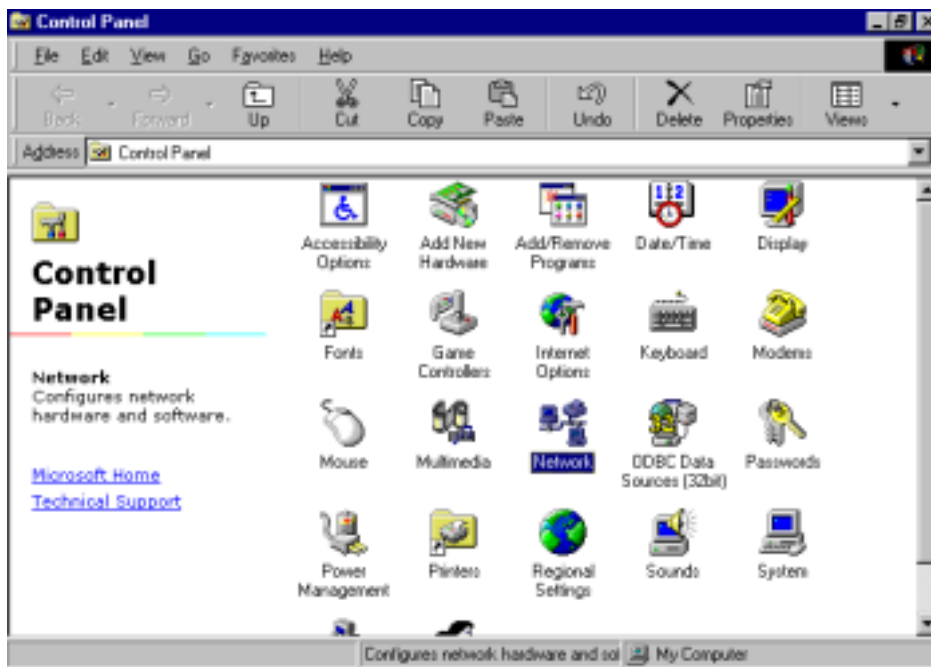 Control Panel
File Edit View Go Favorites Help
Back Forward Up Cut Copy Paste Undo Delete Properties Views
Address Control Panel
Control
Panel
Network
Configures network
hardware and software.
Microsoft Home
Technical Support
Accessibility Options
Add New Hardware
Add/Remove Programs
Date/Time
Display
Fonts
Game Controllers
Internet Options
Keyboard
Modems
Mouse
Multimedia
Network
ODBC Data Sources (32bit)
Passwords
Power Management
Printers
Regional Settings
Sounds
System
Configures network hardware and sof My Computer